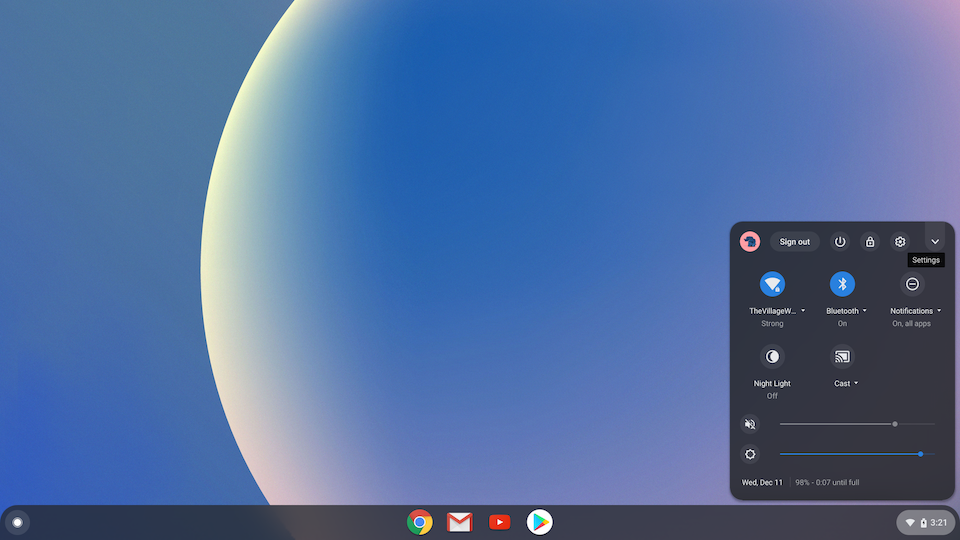 Sign out
Settings
TheVillageW...
Strong
Bluetooth
On
Notifications
On, all apps
Night Light
Off
Cast
Wed, Dec 11
98% - 0:07 until full
3:21